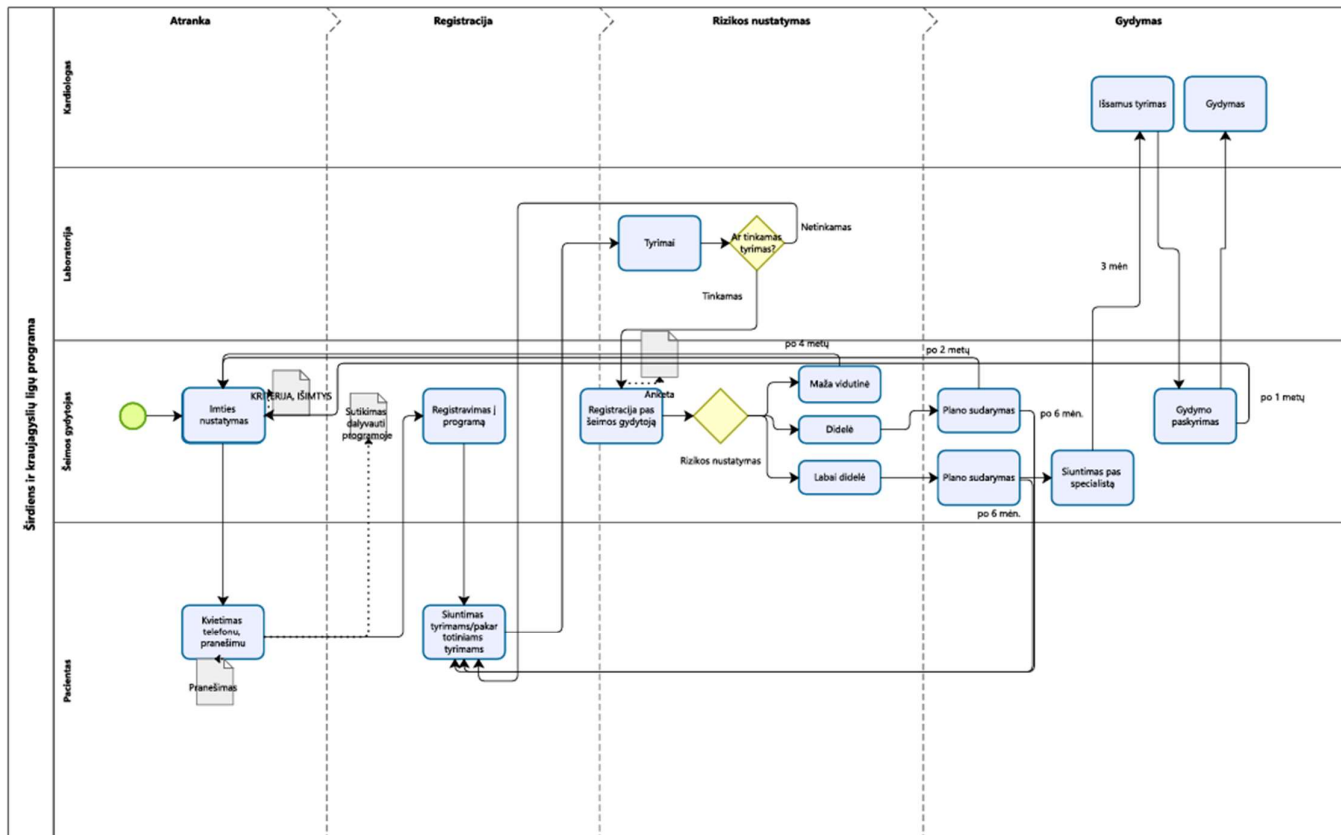 Atranka
Registracija
Rizikos nustatymas
Gydymas
Širdiens ir kraujagyslių ligų programa
Kardiologas
Išsamus tyrimas
Gydymas
Laboratorija
Tyrimai
Ar tinkamas
tyrimas?
Netinkamas
Tinkamas
3 mėn
Šeimos gydytojas
Imties
nustatymas
KRITERIJA, IŠIMTYS
Sutikimas
dalyvauti
programoje
Registravimas į
programą
Anketa
Registracija pas
šeimos gydytoją
Rizikos nustatymas
po 4 metų
Maža vidutinė
Didelė
Labai didelė
po 2 metų
Plano sudarymas
po 6 mėn.
Plano sudarymas
po 6 mėn.
Siuntimas pas
specialistą
Gydymo
paskyrimas
po 1 metų
Pacientas
Kvietimas
telefonu,
pranešimu
Pranešimas
Siuntimas
tyrimams/pakar
totiniams
tyrimams